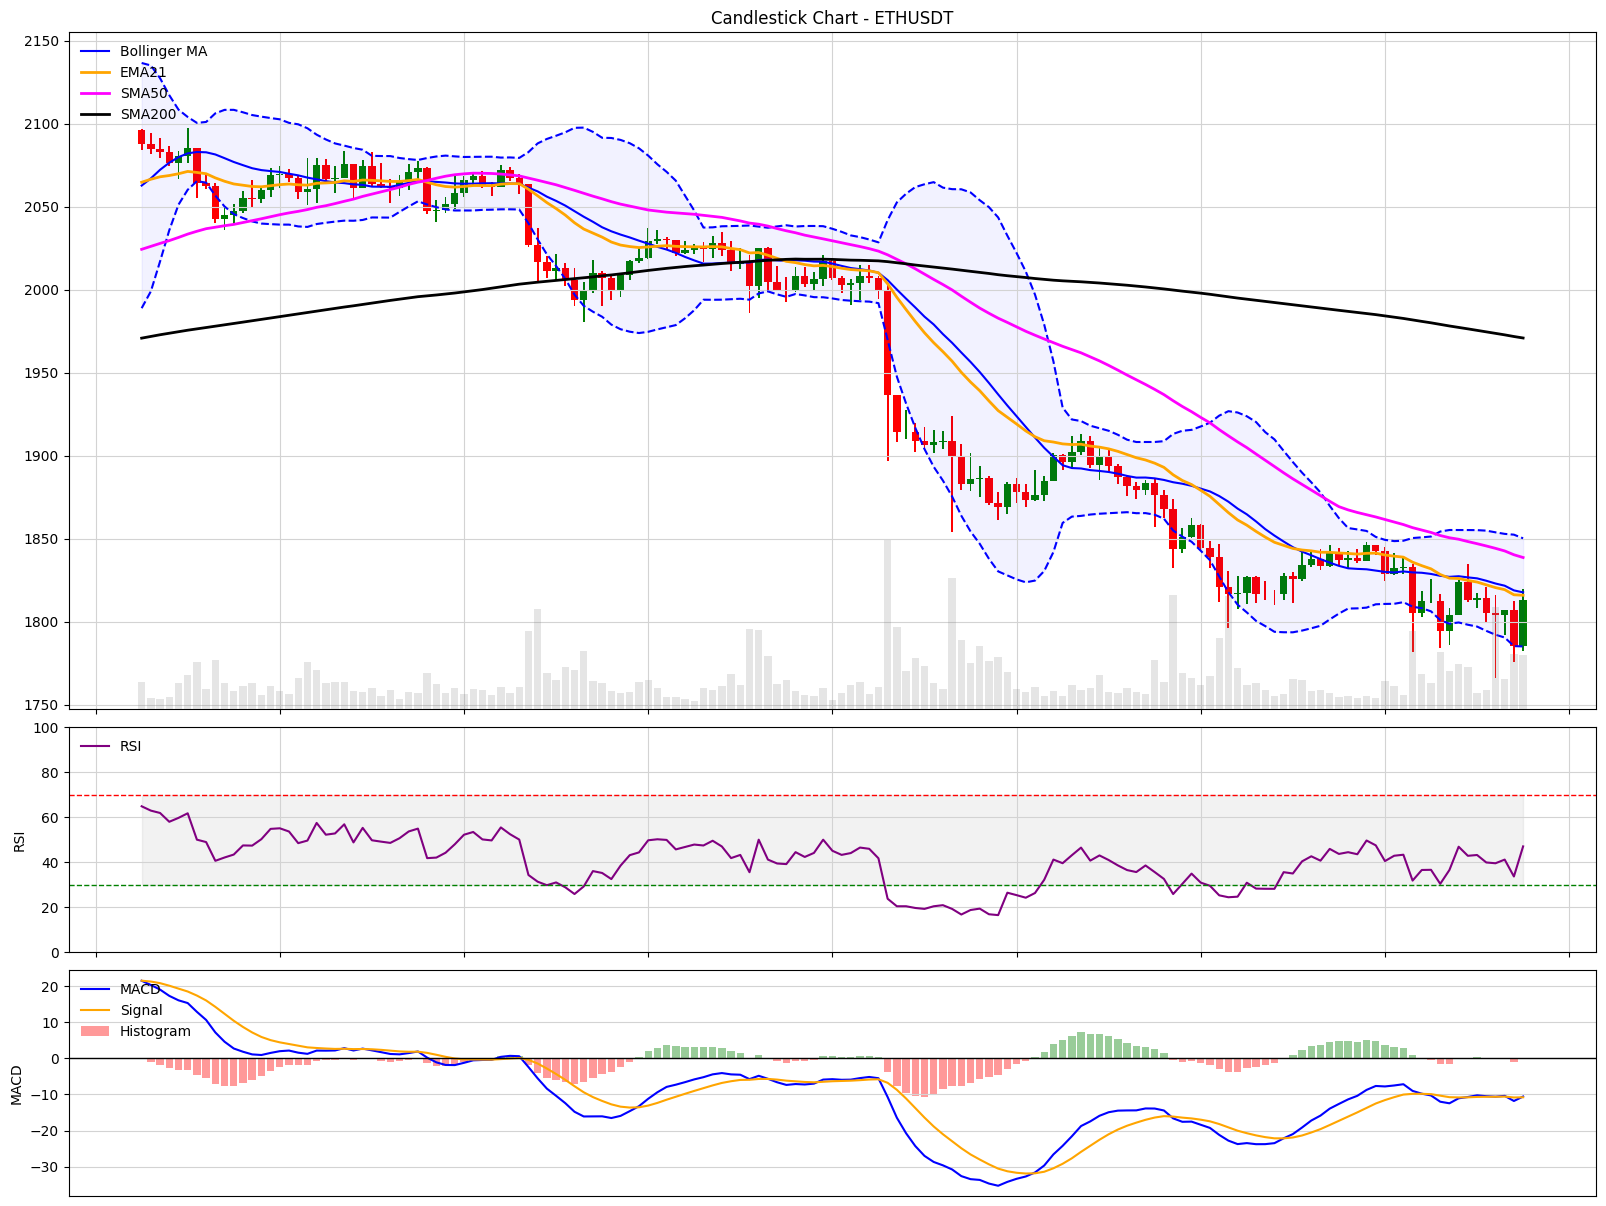 Candlestick Chart - ETHUSDT
2150
2100
2050
2000
1950
1900
1850
1800
1750
Bollinger MA
EMA21
SMA50
SMA200
RSI
100
80
60
40
20
0
RSI
MACD
20
10
0
−10
−20
−30
MACD
Signal
Histogram